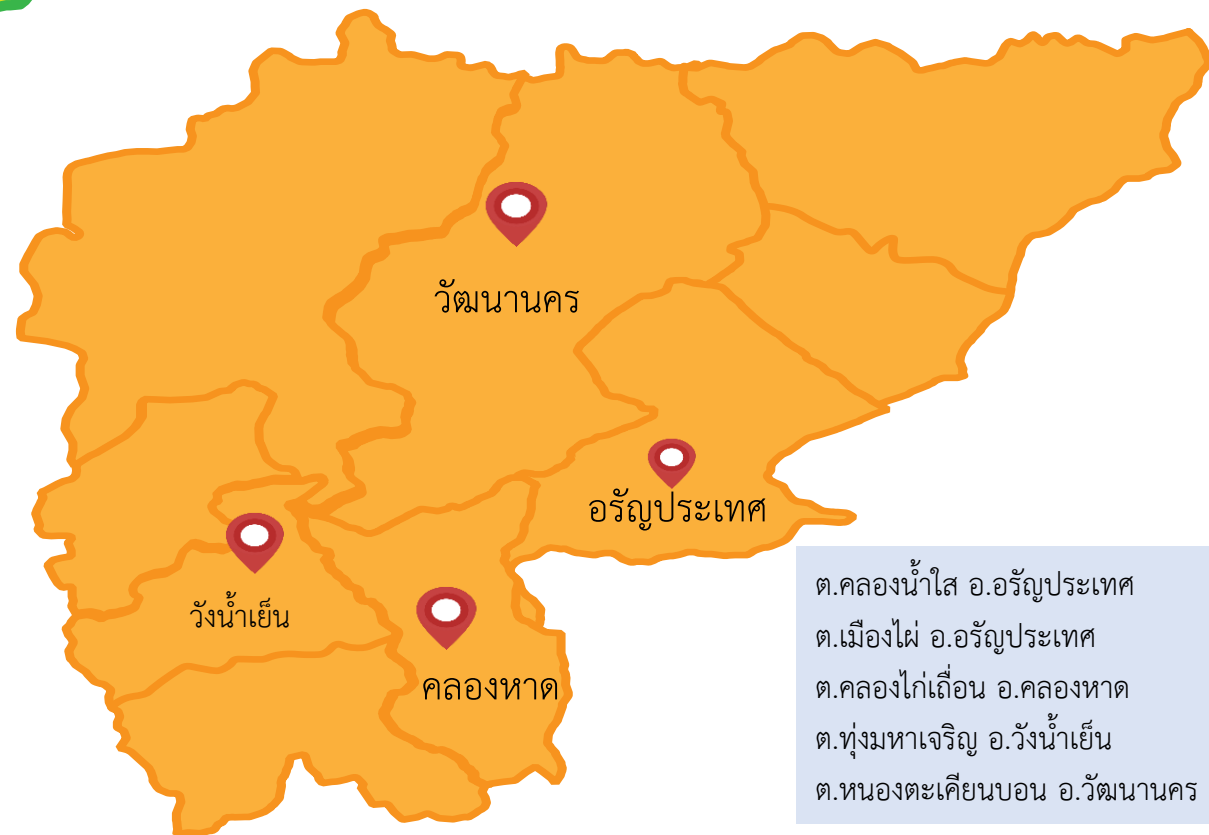 วัฒนานคร
อรัญประเทศ
วังน้ำเย็น
คลองหาด
ต.คลองน้ำใส อ.อรัญประเทศ
ต.เมืองไผ่ อ.อรัญประเทศ
ต.คลองไก่เถื่อน อ.คลองหาด
ต.ทุ่งมหาเจริญ อ.วังน้ำเย็น
ต.หนองตะเคียนบอน อ.วัฒนานคร